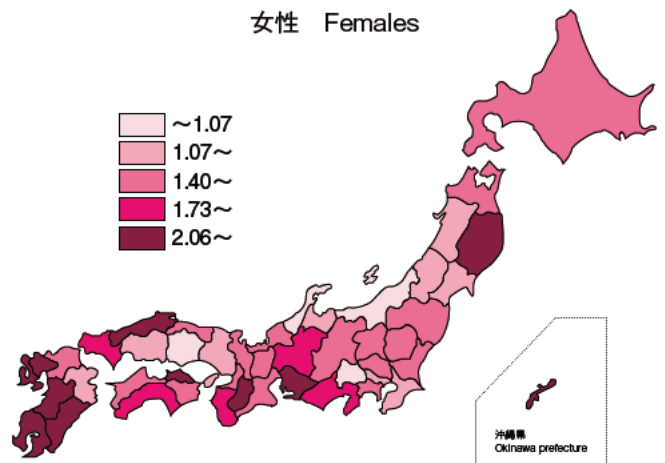 女性　Females
～1.07
1.07～
1.40～
1.73～
2.06～
沖縄県
Okinawa prefecture